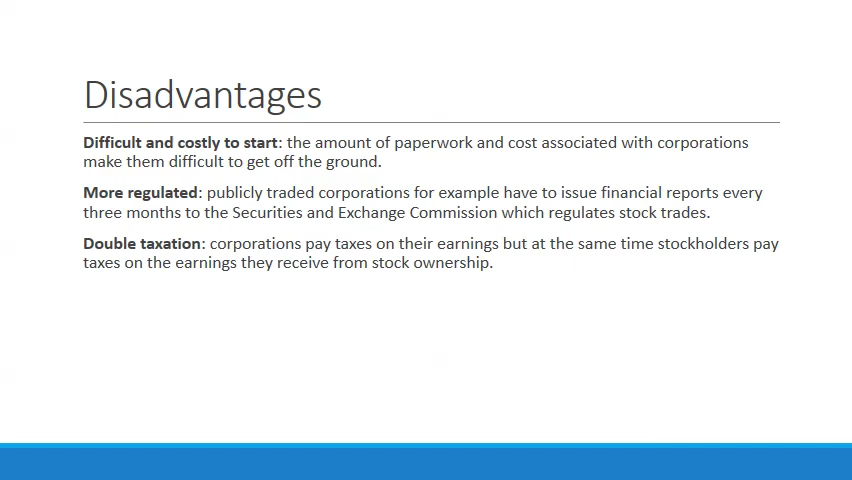 Disadvantages
Difficult and costly to start: the amount of paperwork and cost associated with corporations
make them difficult to get off the ground.
More regulated: publicly traded corporations for example have to issue financial reports every
three months to the Securities and Exchange Commission which regulates stock trades.
Double taxation: corporations pay taxes on their earnings but at the same time stockholders pay
taxes on the earnings they receive from stock ownership.